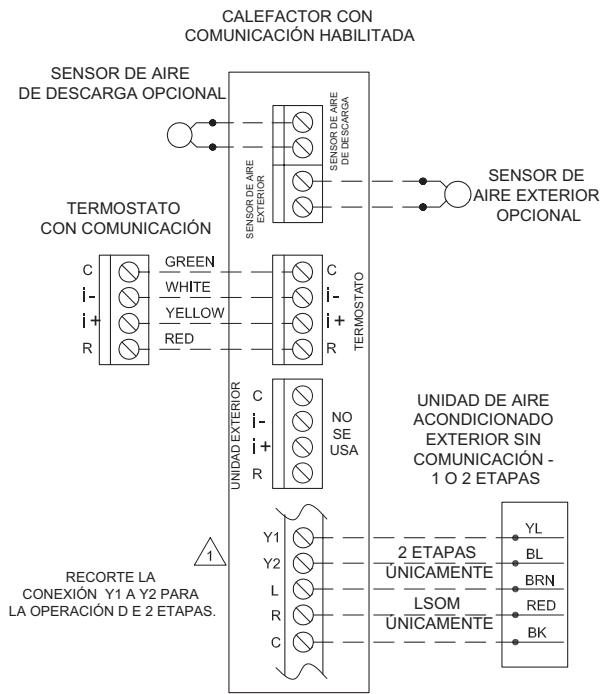 CALEFACTOR CON
COMUNICACIÓN HABILITADA
SENSOR DE AIRE
DE DESCARGA OPCIONAL
SENSOR DE AIRE
DE DESCARGA
SENSOR DE AIRE
EXTERIOR
SENSOR DE
AIRE EXTERIOR
OPCIONAL
TERMOSTATO
CON COMUNICACIÓN
C GREEN C
i- WHITE i-
i+ YELLOW i+
R RED R
TERMOSTATO
UNIDAD EXTERIOR
C
i-
i+
R
NO
SE
USA
UNIDAD DE AIRE
ACONDICIONADO
EXTERIOR SIN
COMUNICACIÓN -
1 O 2 ETAPAS
1
RECORTE LA
CONEXIÓN Y1 A Y2 PARA
LA OPERACIÓN D E 2 ETAPAS.
Y1
Y2
L
R
C
2 ETAPAS
ÚNICAMENTE
LSOM
ÚNICAMENTE
YL
BL
BRN
RED
BK